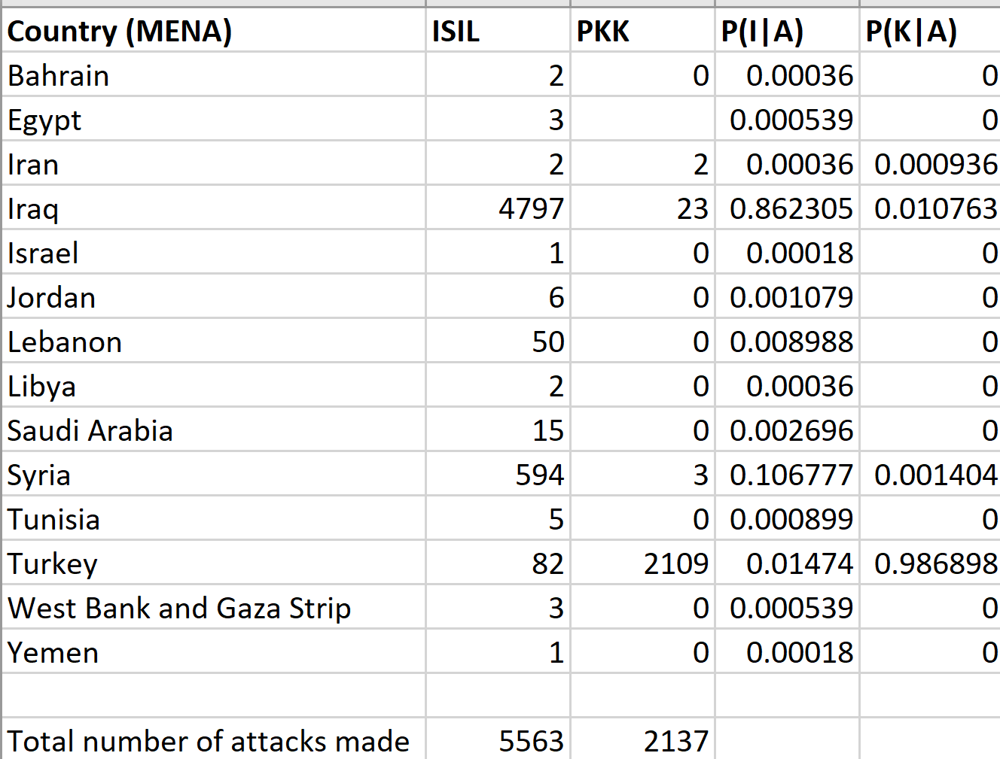 Country (MENA) ISIL PKK P(I|A) P(K|A)
Bahrain 2 0 0.00036 0
Egypt 3 0.000539 0
Iran 2 2 0.00036 0.000936
Iraq 4797 23 0.862305 0.010763
Israel 1 0 0.00018 0
Jordan 6 0 0.001079 0
Lebanon 50 0 0.008988 0
Libya 2 0 0.00036 0
Saudi Arabia 15 0 0.002696 0
Syria 594 3 0.106777 0.001404
Tunisia 5 0 0.000899 0
Turkey 82 2109 0.01474 0.986898
West Bank and Gaza Strip 3 0 0.000539 0
Yemen 1 0 0.00018 0
Total number of attacks made 5563 2137